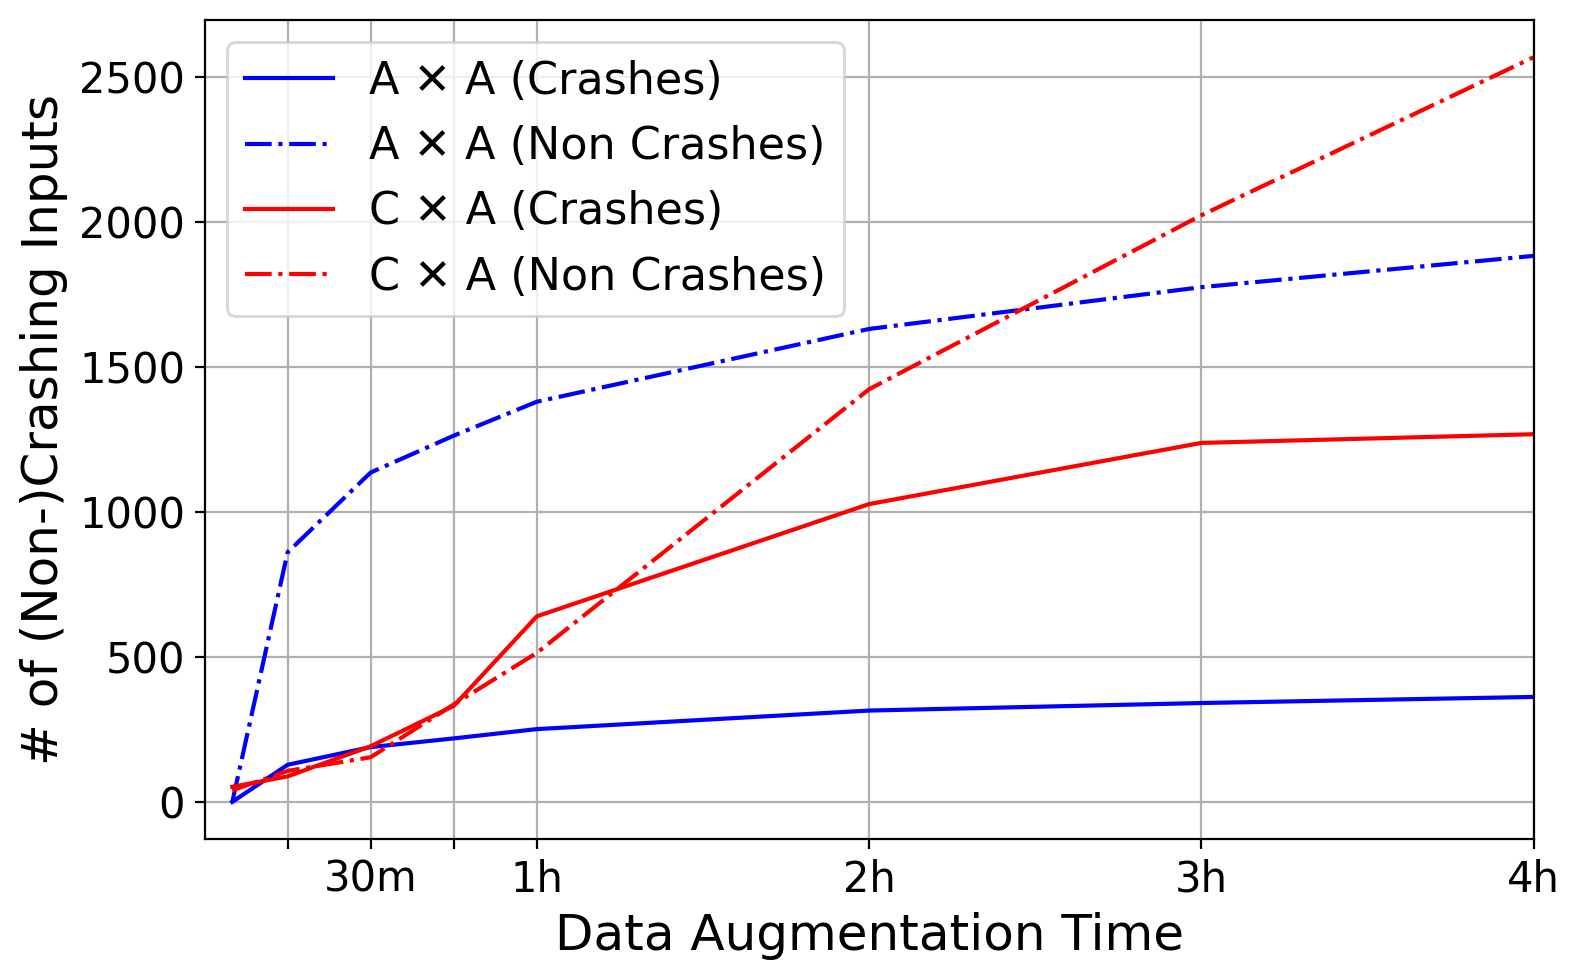 # of (Non-)Crashing Inputs
2500
2000
1500
1000
500
0
A × A (Crashes)
A × A (Non Crashes)
C × A (Crashes)
C × A (Non Crashes)
30m 1h 2h 3h 4h
Data Augmentation Time